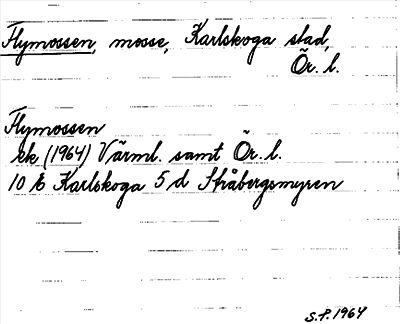 Flymossen, mosse, Karlskoga stad,
Ör. l.
Flymossen
ek (1964) Värml. samt Ör. l.
10 E Karlskoga 5 d Stråbergsmyren
S.P. 1964